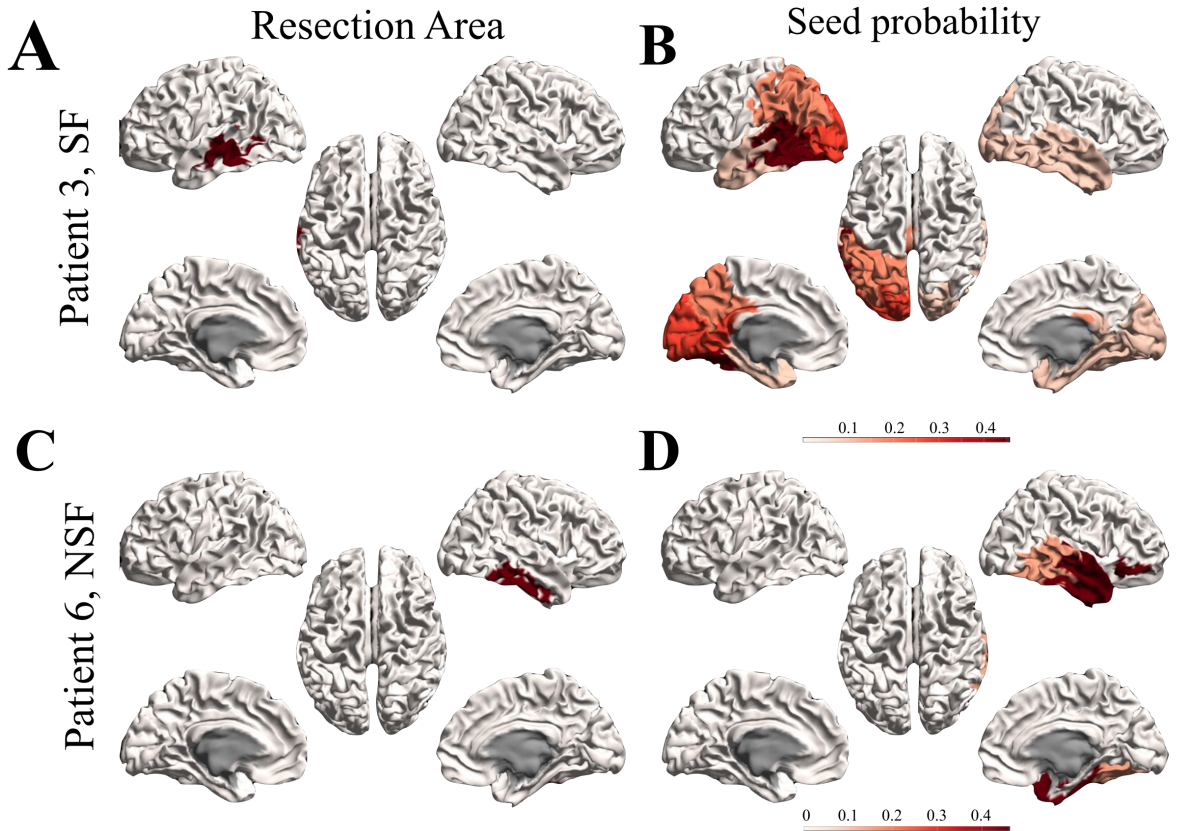 A
Resection Area
B
Seed probability
Patient 3, SF
0.1 0.2 0.3 0.4
C
D
Patient 6, NSF
0 0.1 0.2 0.3 0.4